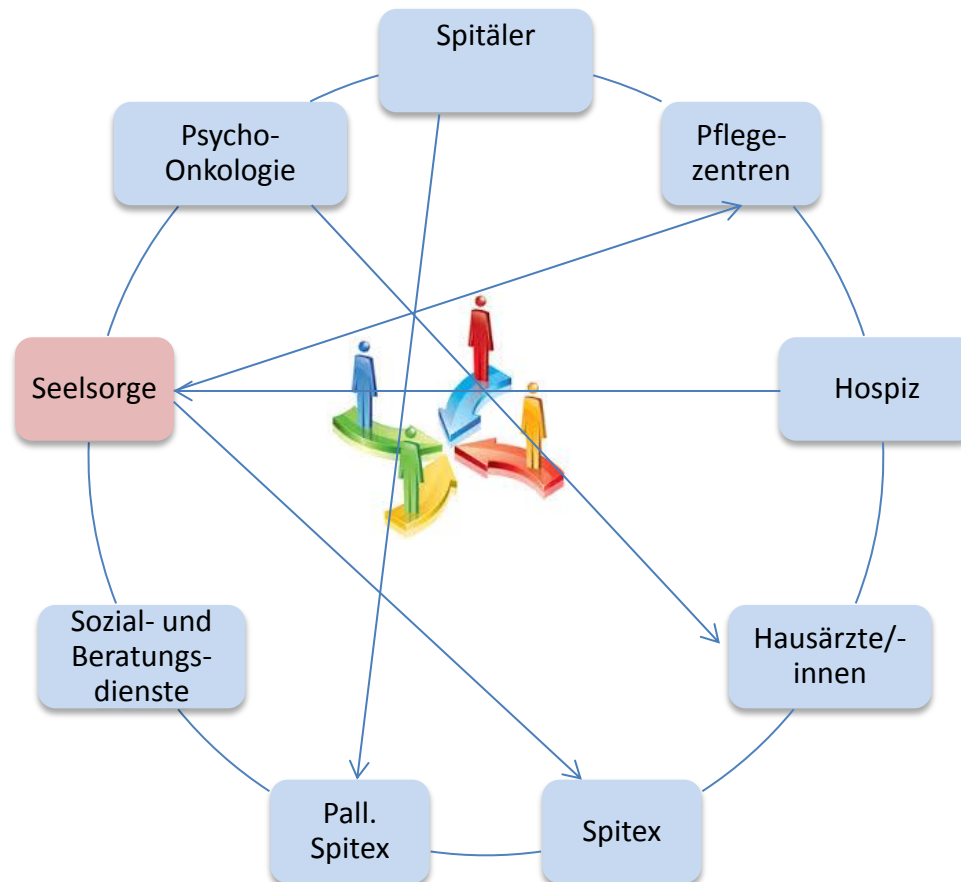 Spitäler
Psycho-
Onkologie
Pflege-
zentren
Seelsorge
Hospiz
Sozial- und
Beratungs-
dienste
Hausärzte/-
innen
Pall.
Spitex
Spitex